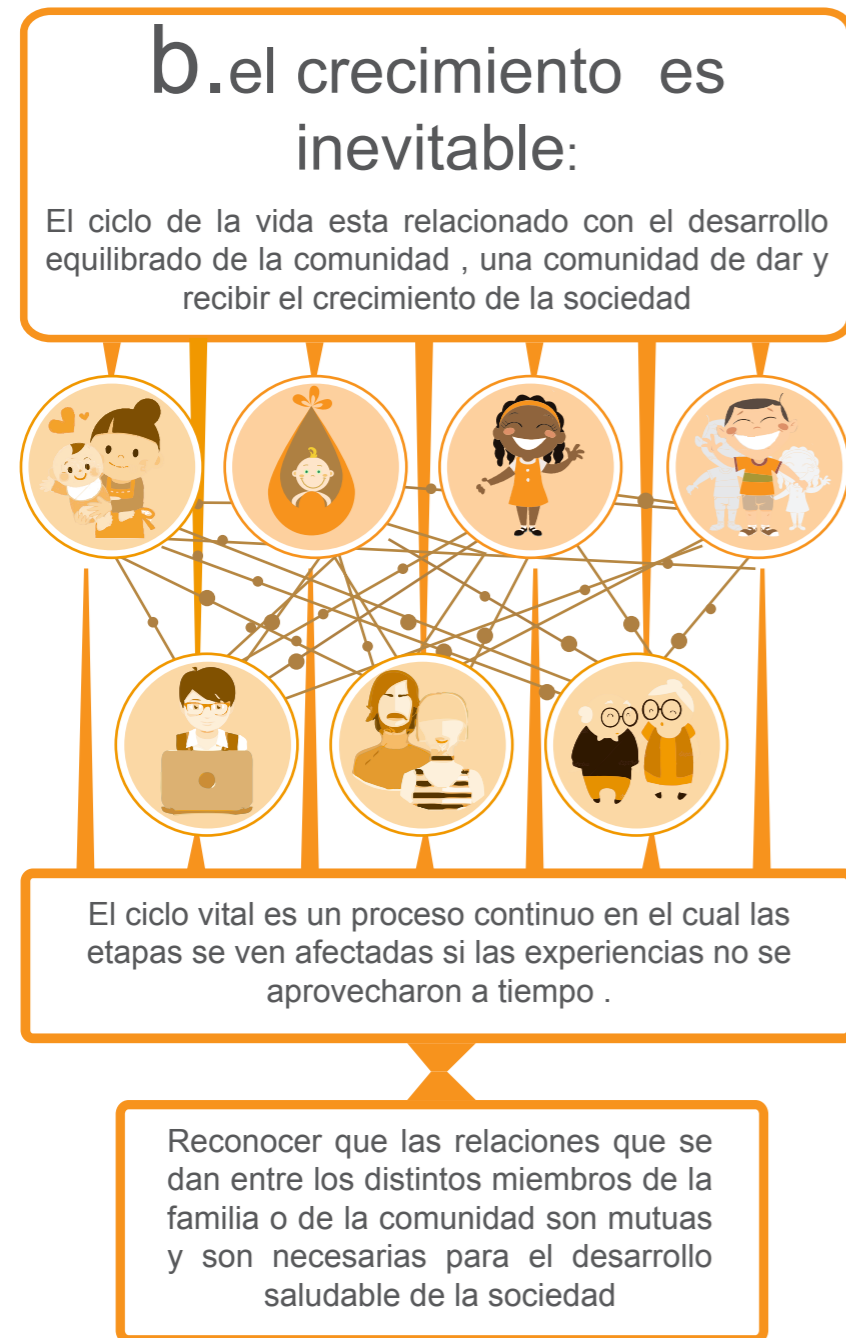 b.el crecimiento es
inevitable:
El ciclo de la vida esta relacionado con el desarrollo
equilibrado de la comunidad , una comunidad de dar y
recibir el crecimiento de la sociedad
El ciclo vital es un proceso continuo en el cual las
etapas se ven afectadas si las experiencias no se
aprovecharon a tiempo .
Reconocer que las relaciones que se
dan entre los distintos miembros de la
familia o de la comunidad son mutuas
y son necesarias para el desarrollo
saludable de la sociedad